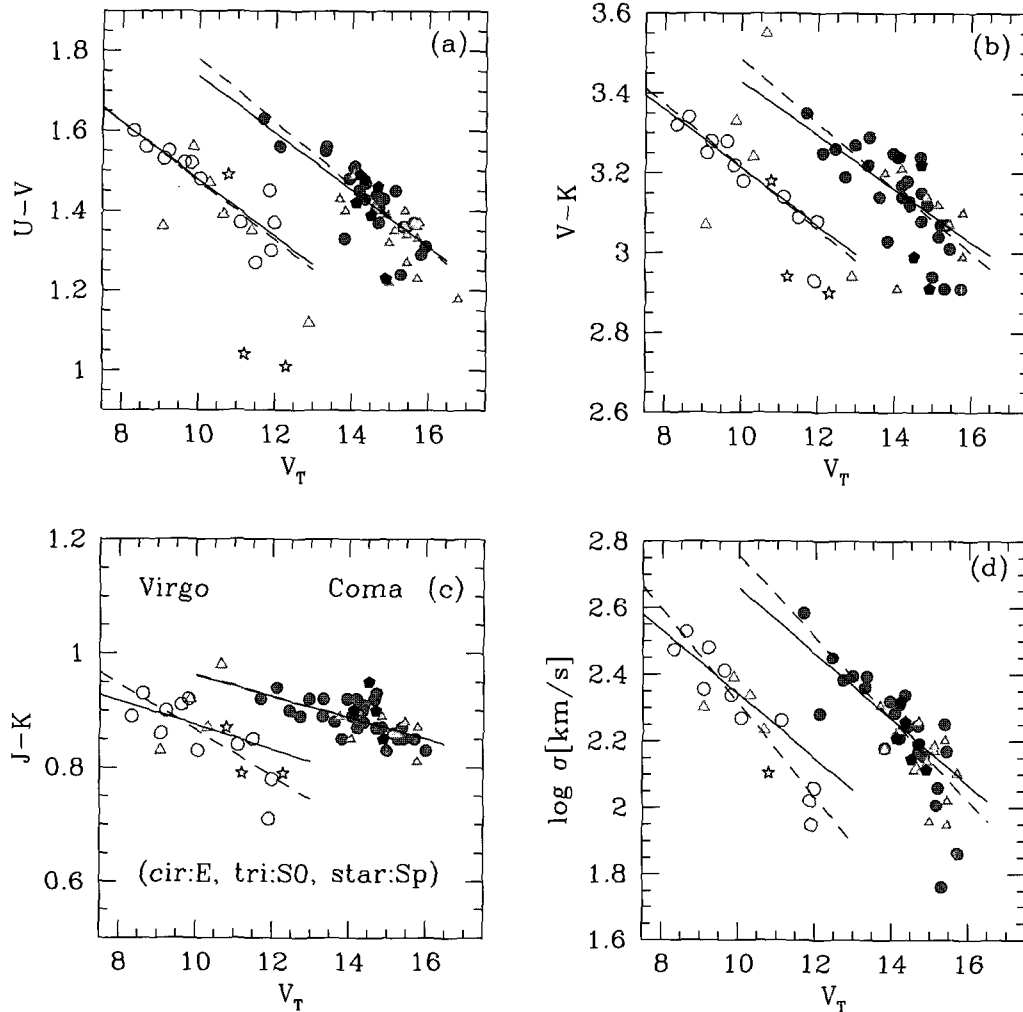 (a)
1.8
1.6
1.4
1.2
1
U-V
8 10 12 14 16
V_T
(b)
3.6
3.4
3.2
3.0
2.8
2.6
V-K
8 10 12 14 16
V_T
Virgo Coma (c)
1.2
1
0.8
0.6
J-K
(cir:E, tri:S0, star:Sp)
8 10 12 14 16
V_T
(d)
2.8
2.6
2.4
2.2
2
1.8
1.6
log σ[km/s]
8 10 12 14 16
V_T